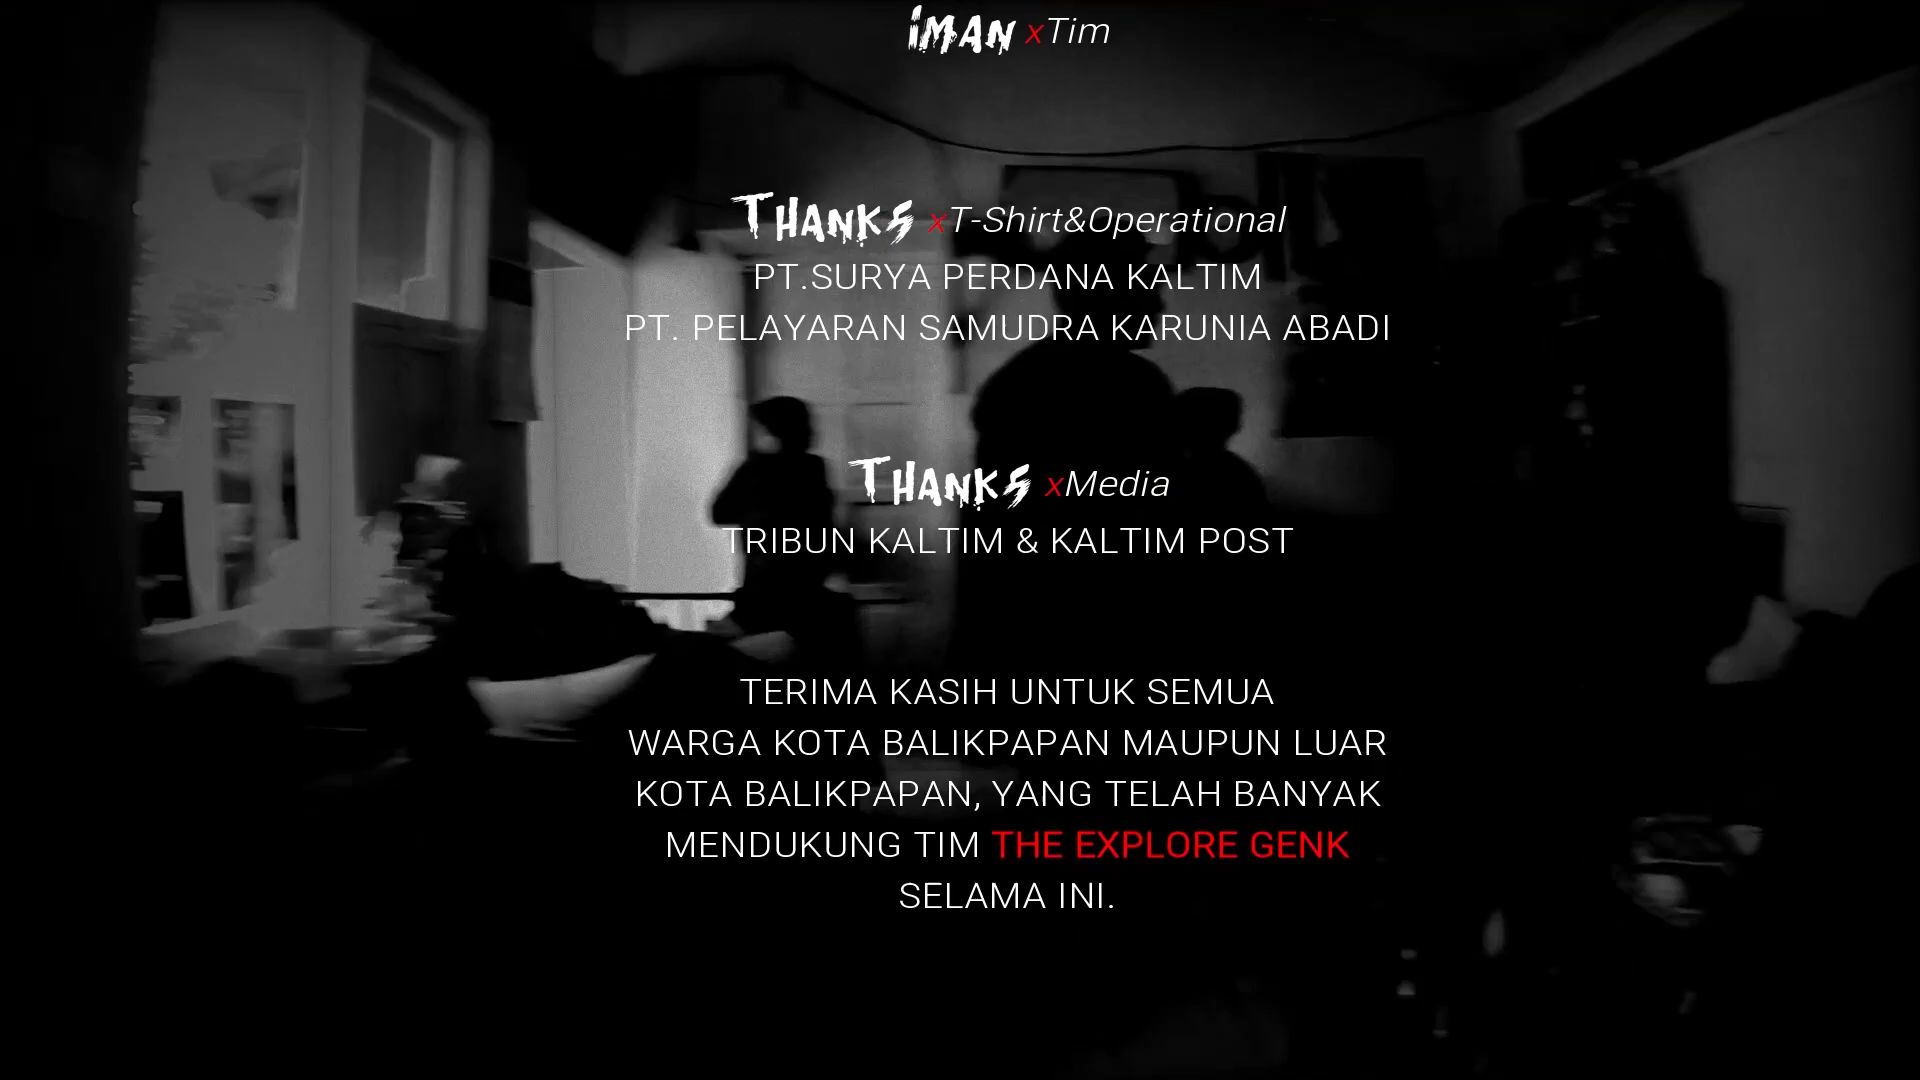 iMAN xTim
THANKS xT-Shirt&Operational
PT.SURYA PERDANA KALTIM
PT. PELAYARAN SAMUDRA KARUNIA ABADI
THANKS xMedia
TRIBUN KALTIM & KALTIM POST
TERIMA KASIH UNTUK SEMUA
WARGA KOTA BALIKPAPAN MAUPUN LUAR
KOTA BALIKPAPAN, YANG TELAH BANYAK
MENDUKUNG TIM THE EXPLORE GENK
SELAMA INI.